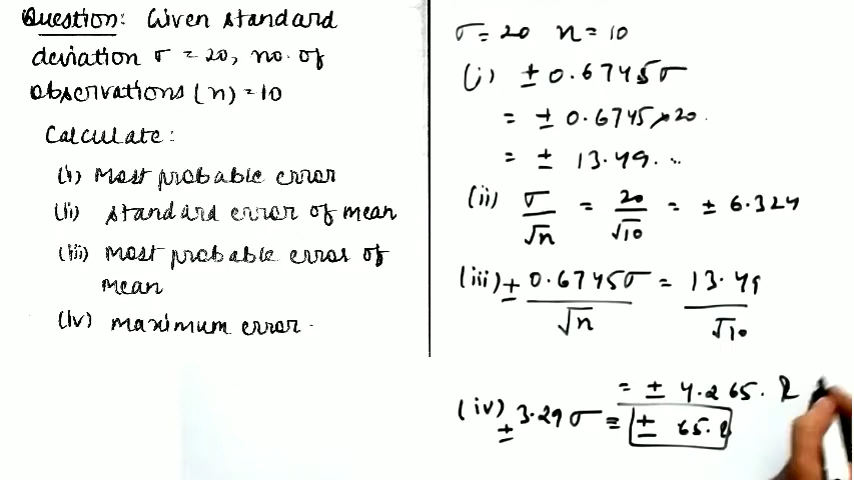 Question: Given standard
deviation σ = 20, no. of
observations (n) = 10
Calculate:
(i) Most probable error
(ii) standard error of mean
(iii) most probable error of
mean
(iv) maximum error.
σ = 20 n = 10
(i) ± 0.6745σ
= ± 0.6745 × 20.
= ± 13.49...
(ii) σ/√n = 20/√10 = ± 6.324
(iii) ± 0.6745σ/√n = 13.49/√10
= ± 4.265.
(iv) ± 3.29σ = ± 65.